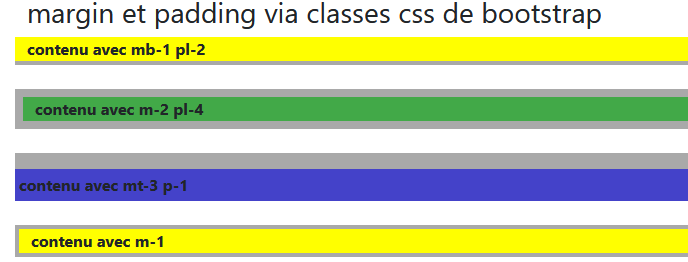 margin et padding via classes css de bootstrap
contenu avec mb-1 pl-2
contenu avec m-2 pl-4
contenu avec mt-3 p-1
contenu avec m-1